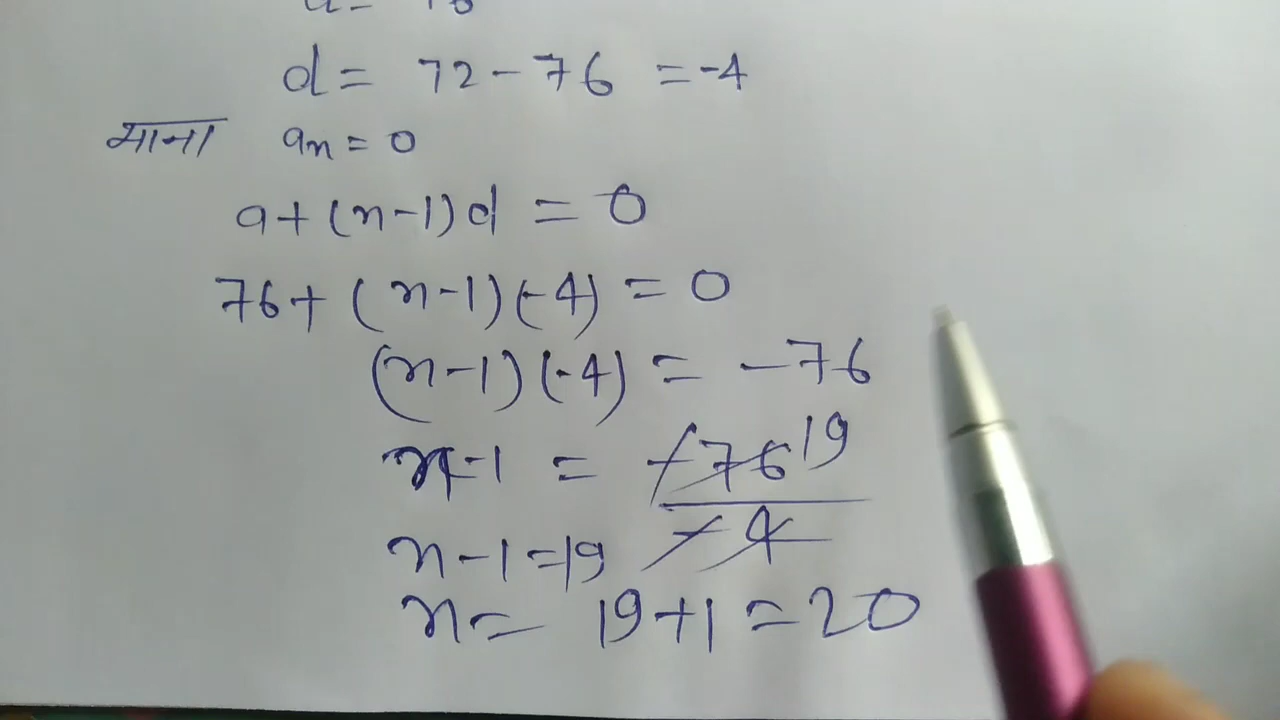 d = 72 - 76 = -4
माना an = 0
a + (n-1)d = 0
76 + (n-1)(-4) = 0
(n-1)(-4) = -76
n-1 = -76 19
-4
n-1 = 19
n = 19 + 1 = 20